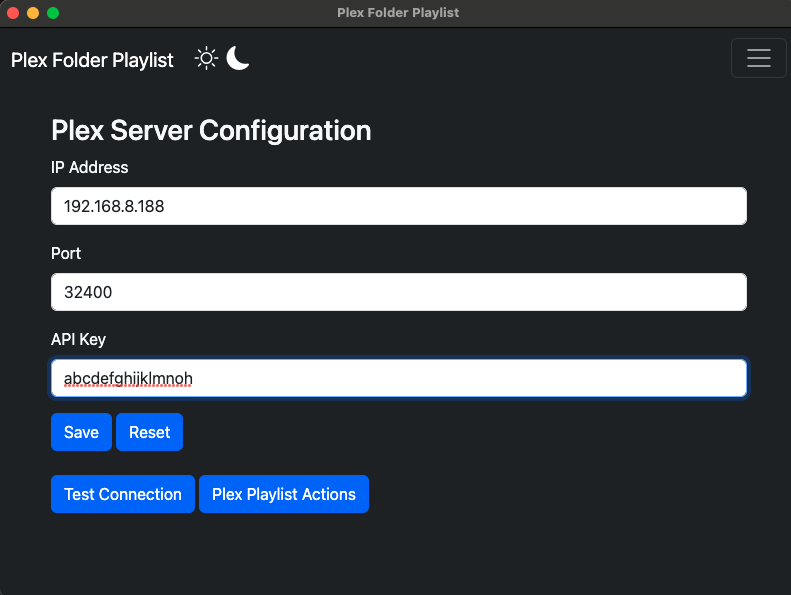 Plex Folder Playlist
Plex Folder Playlist
Plex Server Configuration
IP Address
192.168.8.188
Port
32400
API Key
abcdefghijklmnoh
Save Reset
Test Connection Plex Playlist Actions